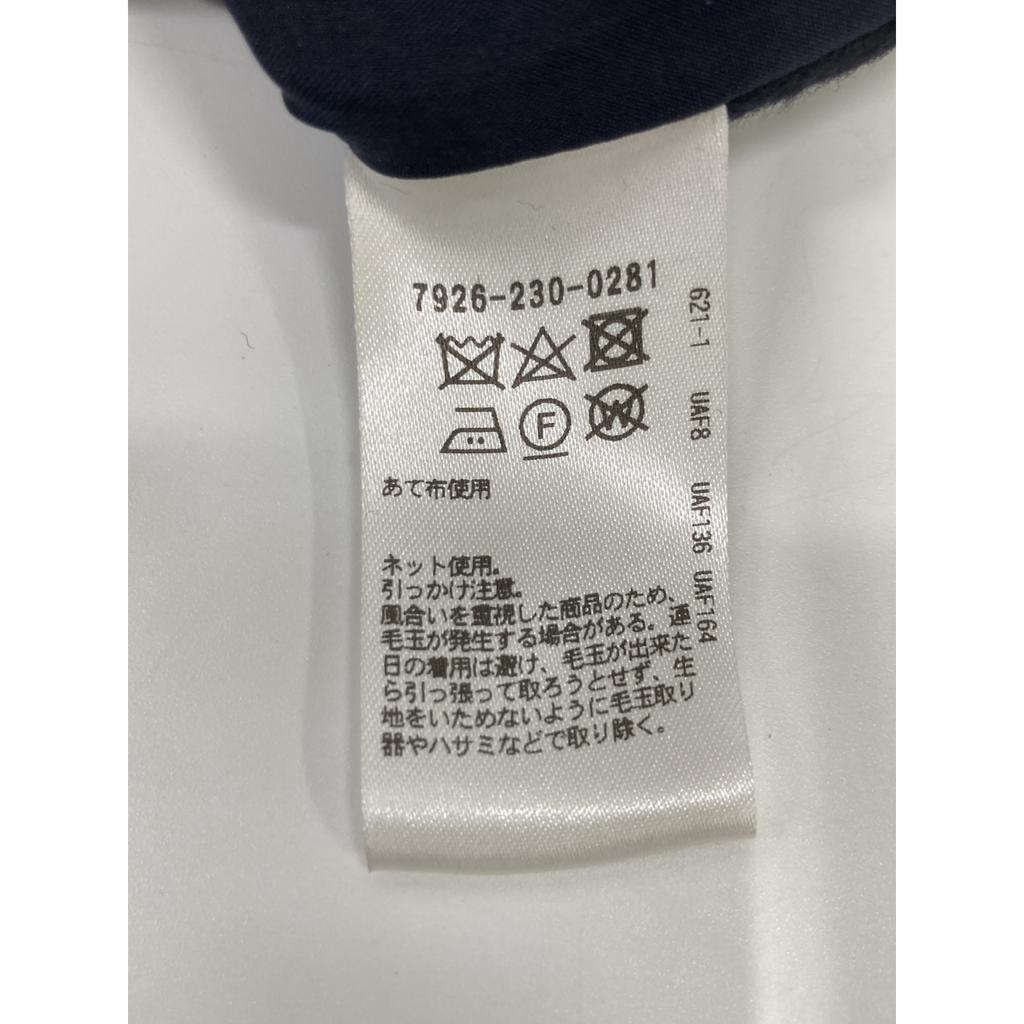 7926-230-0281
F
W
あて布使用
ネット使用。
引っかけ注意。
風合いを重視した商品のため、
毛玉が発生する場合がある。連
日の着用は避け、毛玉が出来た
ら引っ張って取ろうとせず、生
地をいためないように毛玉取り
器やハサミなどで取り除く。
621-1 UAF8 UAF136 UAF164